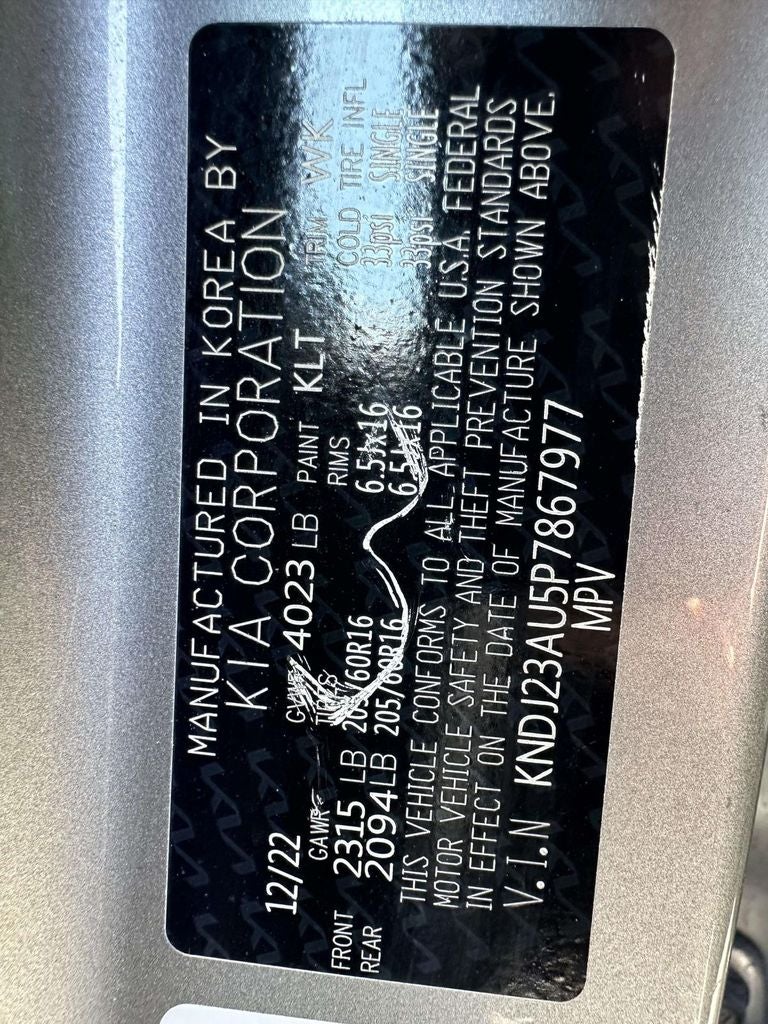 MANUFACTURED IN KOREA BY
KIA CORPORATION
12/22 GVWR 4023 LB PAINT KLT TRIM WK
GAWR TIRES RIMS COLD TIRE INFL
FRONT 2315 LB 205/60R16 6.5Jx16 33psi SINGLE
REAR 2094LB 205/60R16 6.5Jx16 33psi SINGLE
THIS VEHICLE CONFORMS TO ALL APPLICABLE U.S.A. FEDERAL
MOTOR VEHICLE SAFETY AND THEFT PREVENTION STANDARDS
IN EFFECT ON THE DATE OF MANUFACTURE SHOWN ABOVE.
V.I.N KNDJ23AU5P7867977
MPV